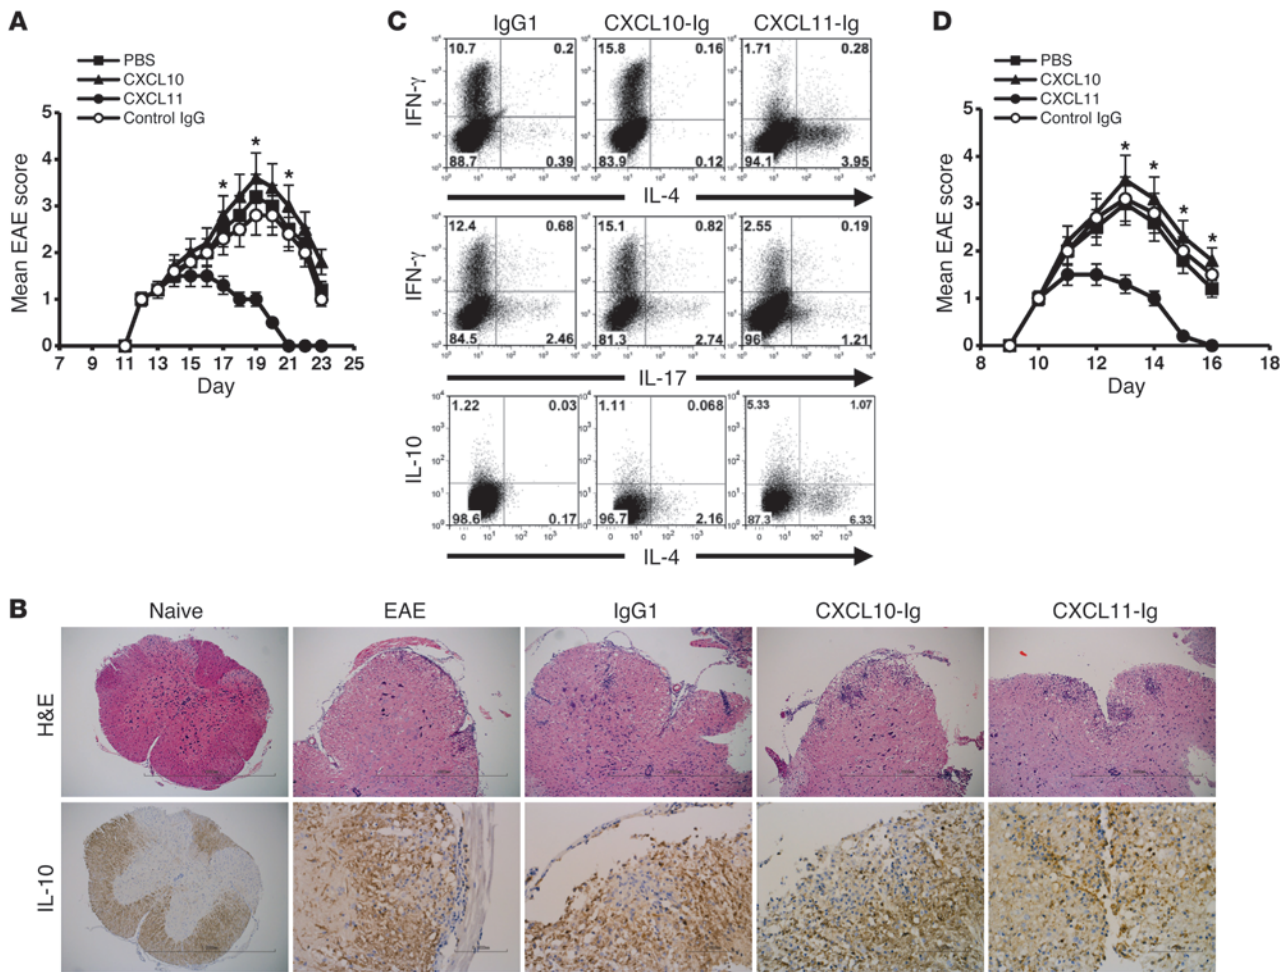 A
PBS
CXCL10
CXCL11
Control IgG
Mean EAE score
5
4
3
2
1
0
7 9 11 13 15 17 19 21 23 25
* * *
Day
C
IgG1 CXCL10-Ig CXCL11-Ig
IFN-γ
10.7 0.2
88.7 0.39
15.8 0.16
83.9 0.12
1.71 0.28
94.1 3.95
IL-4
IFN-γ
12.4 0.68
84.5 2.46
15.1 0.82
81.3 2.74
2.55 0.19
96 1.21
IL-17
IL-10
1.22 0.03
98.6 0.17
1.11 0.068
96.7 2.16
5.33 1.07
87.3 6.33
IL-4
D
PBS
CXCL10
CXCL11
Control IgG
Mean EAE score
5
4
3
2
1
0
8 10 12 14 16 18
* * * *
Day
B
Naive EAE IgG1 CXCL10-Ig CXCL11-Ig
H&E
IL-10